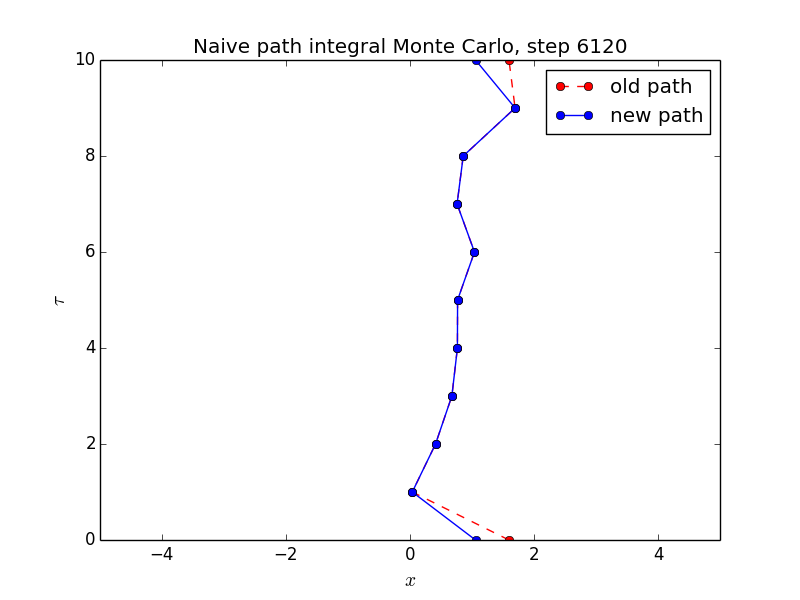 Naive path integral Monte Carlo, step 6120
old path
new path
10
8
6
4
2
0
τ
−4
−2
0
2
4
x